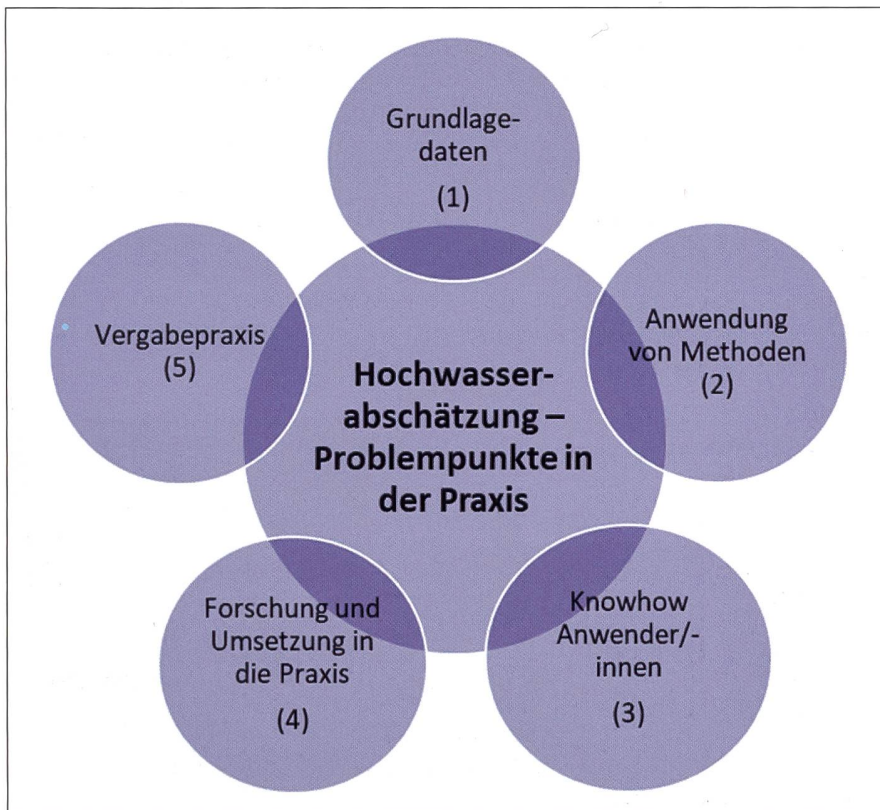 Grundlage-
daten
(1)
Anwendung
von Methoden
(2)
Knowhow
Anwender/-
innen
(3)
Forschung und
Umsetzung in
die Praxis
(4)
Vergabepraxis
(5)
Hochwasser-
abschätzung –
Problempunkte in
der Praxis